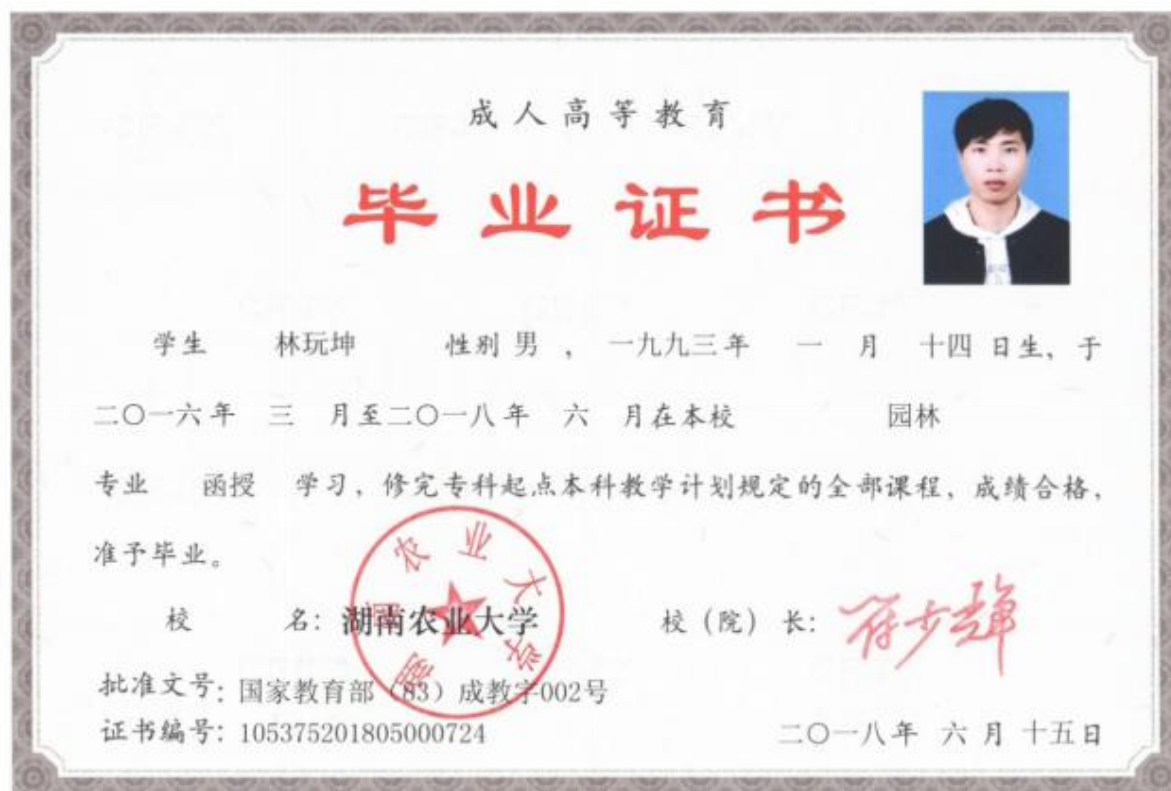 成人高等教育
毕业证书
学生 林玩坤 性别 男 , 一九九三年 一 月 十四 日生, 于
二〇一六年 三 月至二〇一八年 六 月在本校 园林
专业 函授 学习, 修完专科起点本科教学计划规定的全部课程, 成绩合格,
准予毕业。
湖南农业大学
校 名: 湖南农业大学 校(院)长:
批准文号: 国家教育部(83)成教字002号
证书编号: 105375201805000724 二〇一八年 六 月 十五日